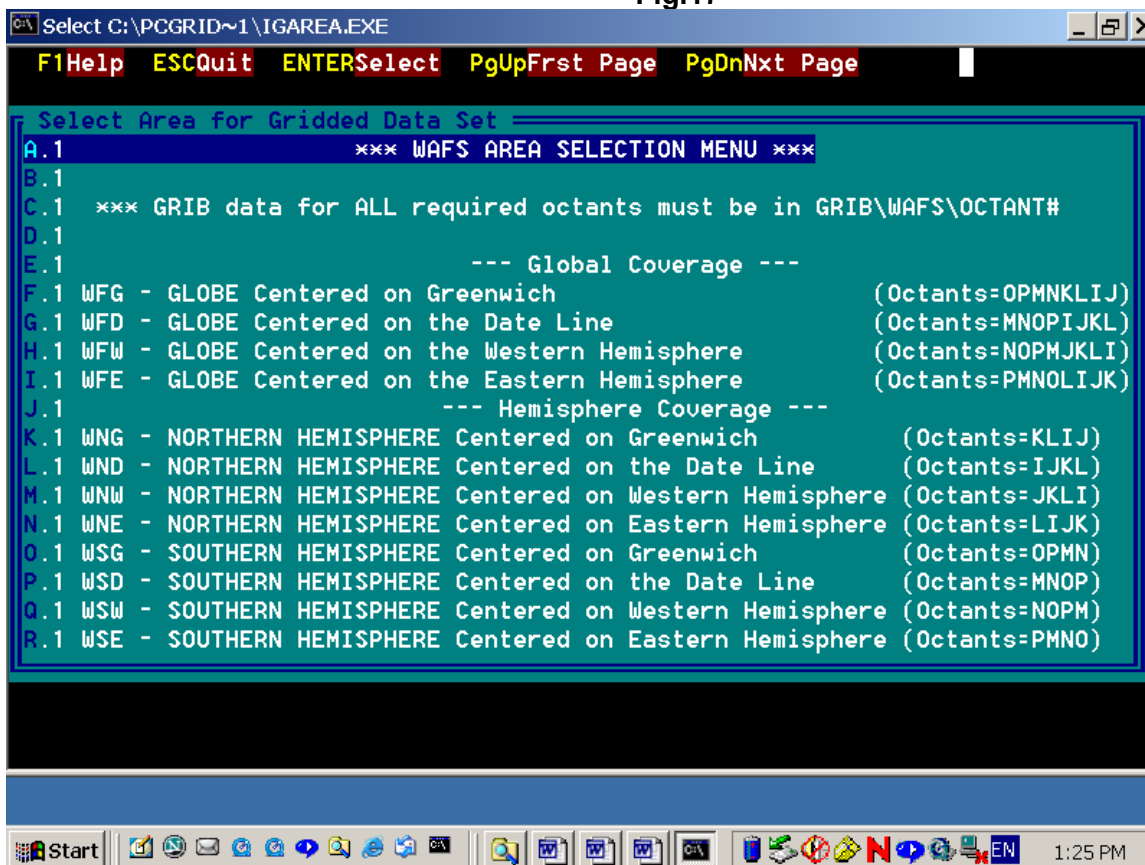 Select C:\PCGRID~1\IGAREA.EXE
F1Help ESCQuit ENTERSelect PgUpFrst Page PgDnNxt Page
Select Area for Gridded Data Set
A.1 *** WAFS AREA SELECTION MENU ***
B.1
C.1 *** GRIB data for ALL required octants must be in GRIB\WAFS\OCTANT#
D.1
E.1 --- Global Coverage ---
F.1 WFG - GLOBE Centered on Greenwich (Octants=OPMNKLIJ)
G.1 WFD - GLOBE Centered on the Date Line (Octants=MNOPIJKL)
H.1 WFW - GLOBE Centered on the Western Hemisphere (Octants=NOPMJKLI)
I.1 WFE - GLOBE Centered on the Eastern Hemisphere (Octants=PMNOLIJK)
J.1 --- Hemisphere Coverage ---
K.1 WNG - NORTHERN HEMISPHERE Centered on Greenwich (Octants=KLIJ)
L.1 WND - NORTHERN HEMISPHERE Centered on the Date Line (Octants=IJKL)
M.1 WNW - NORTHERN HEMISPHERE Centered on Western Hemisphere (Octants=JKLI)
N.1 WNE - NORTHERN HEMISPHERE Centered on Eastern Hemisphere (Octants=LIJK)
O.1 WSG - SOUTHERN HEMISPHERE Centered on Greenwich (Octants=OPMN)
P.1 WSD - SOUTHERN HEMISPHERE Centered on the Date Line (Octants=MNOP)
Q.1 WSW - SOUTHERN HEMISPHERE Centered on Western Hemisphere (Octants=NOPM)
R.1 WSE - SOUTHERN HEMISPHERE Centered on Eastern Hemisphere (Octants=PMNO)
Start EN 1:25 PM